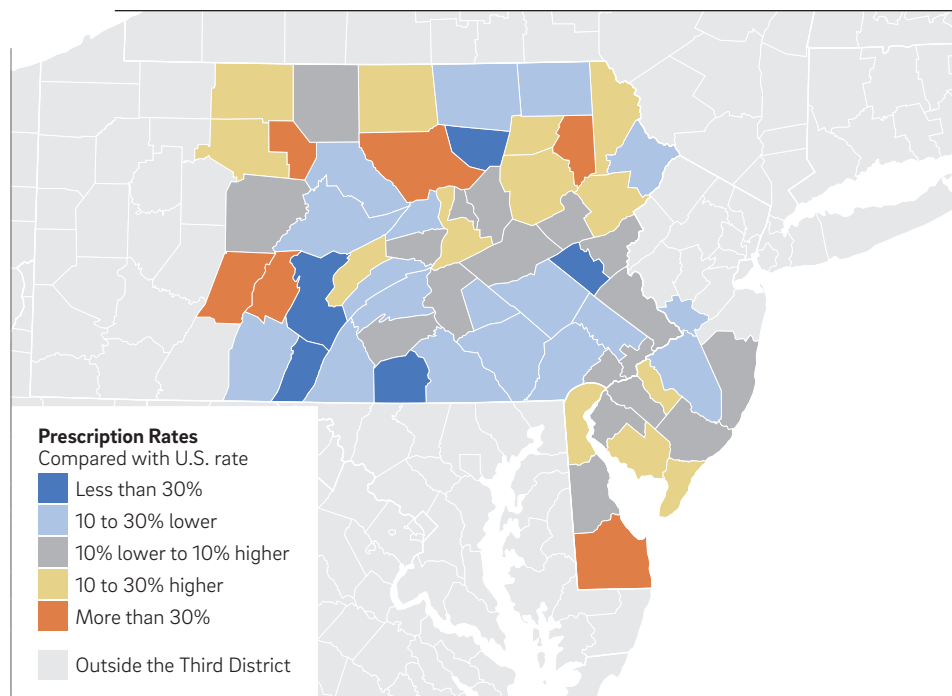 Prescription Rates
Compared with U.S. rate
Less than 30%
10 to 30% lower
10% lower to 10% higher
10 to 30% higher
More than 30%
Outside the Third District